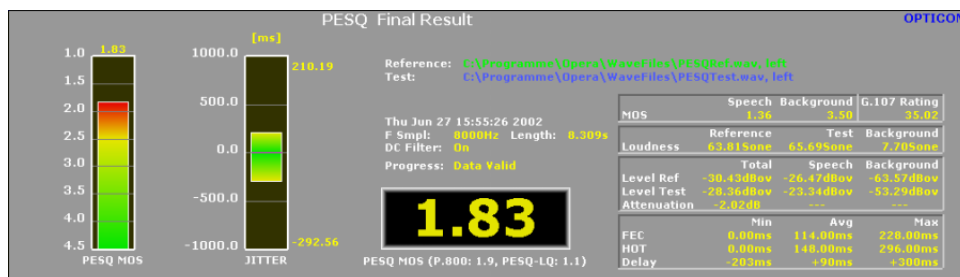 PESQ Final Result
OPTICOM
1.0 1.83
1.5
2.0
2.5
3.0
3.5
4.0
4.5
PESQ MOS
[ms]
1000.0 210.19
500.0
0.0
-500.0
-1000.0 -292.56
JITTER
Reference: C:\Programme\Opera\WaveFiles\PESQRef.wav, left
Test: C:\Programme\Opera\WaveFiles\PESQTest.wav, left
Thu Jun 27 15:55:26 2002
F Smpl: 8000Hz Length: 8.309s
DC Filter: On
Progress: Data Valid
1.83
PESQ MOS (P.800: 1.9, PESQ-LQ: 1.1)
Speech Background G.107 Rating
MOS 1.36 3.50 35.02
Reference Test Background
Loudness 63.81Sone 65.69Sone 7.70Sone
Total Speech Background
Level Ref -30.43dBov -26.47dBov -63.57dBov
Level Test -28.36dBov -23.34dBov -53.29dBov
Attenuation -2.02dB --- ---
Min Avg Max
FEC 0.00ms 114.00ms 228.00ms
HOT 0.00ms 148.00ms 296.00ms
Delay -203ms +90ms +300ms